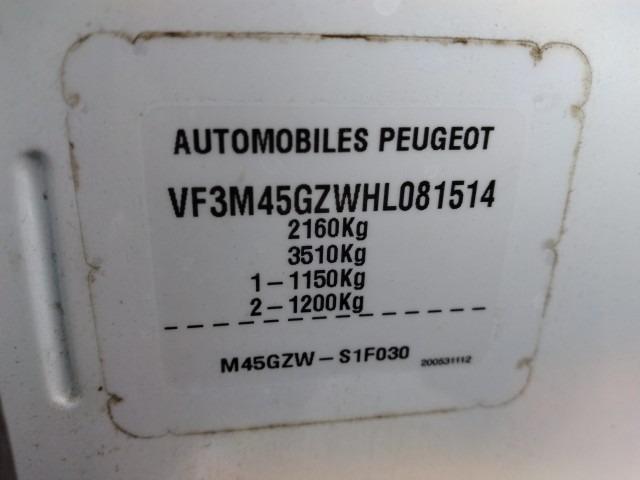 AUTOMOBILES PEUGEOT
VF3M45GZWHL081514
2160Kg
3510Kg
1-1150Kg
2-1200Kg
M45GZW-S1F030 200531112